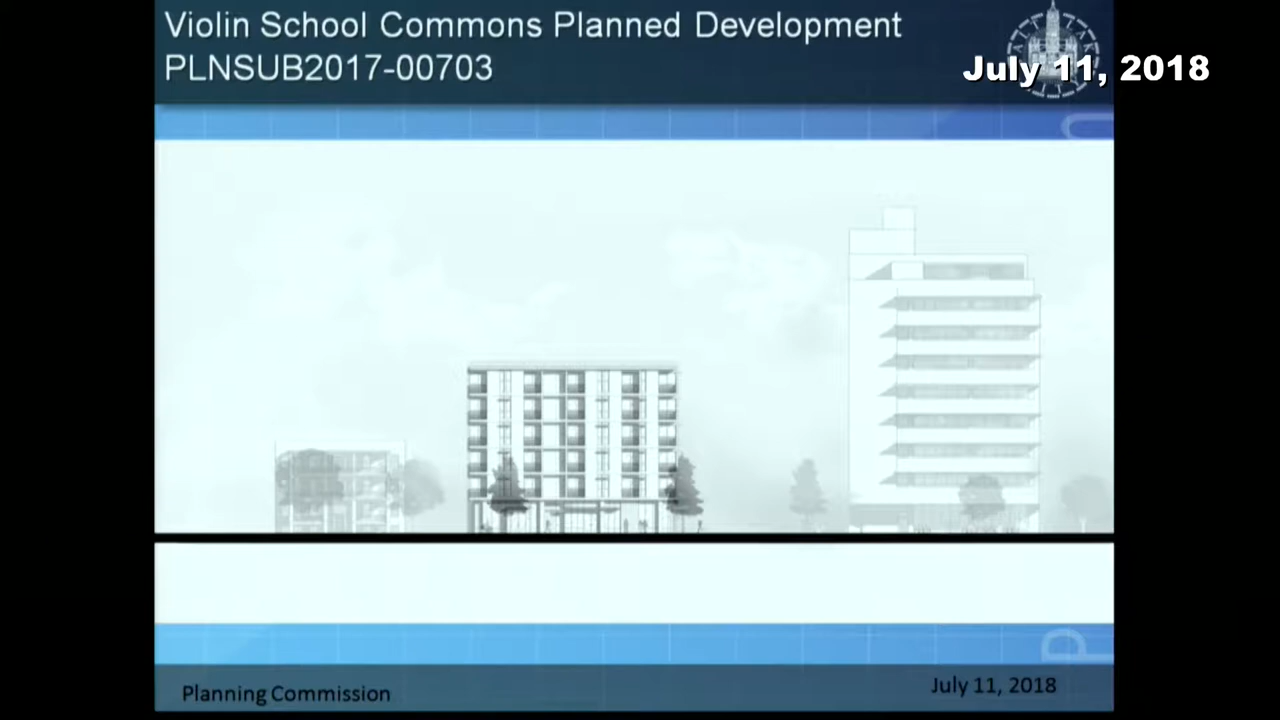 Violin School Commons Planned Development
PLNSUB2017-00703
July 11, 2018
Planning Commission
July 11, 2018